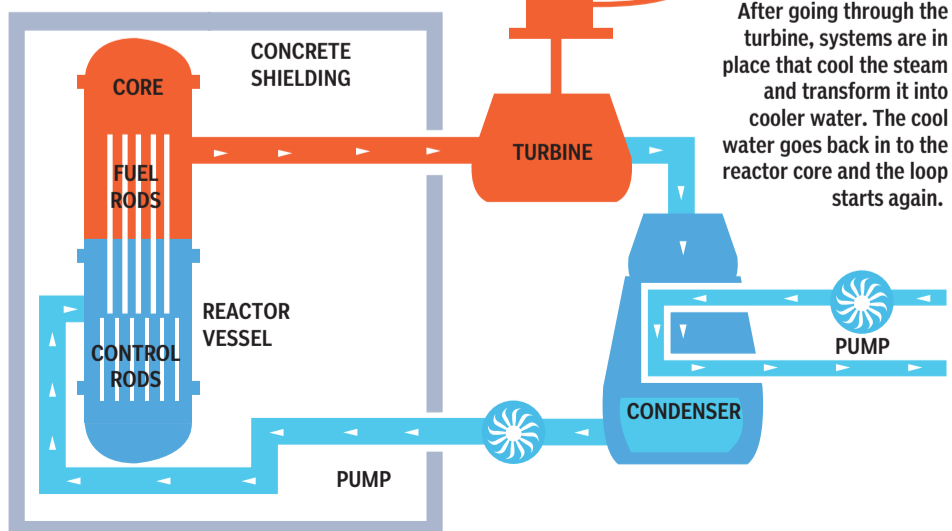 After going through the
turbine, systems are in
place that cool the steam
and transform it into
cooler water. The cool
water goes back in to the
reactor core and the loop
starts again.
CONCRETE
SHIELDING
CORE
TURBINE
FUEL
RODS
REACTOR
VESSEL
CONTROL
RODS
PUMP
CONDENSER
PUMP